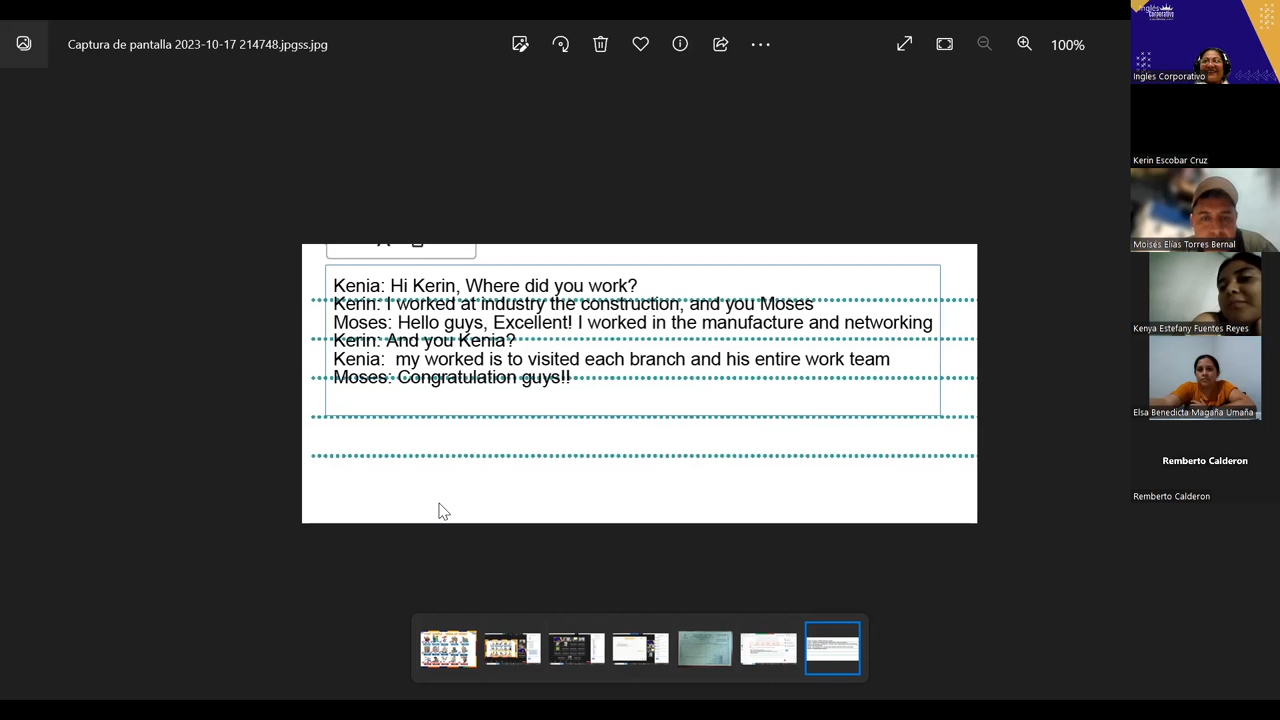 Captura de pantalla 2023-10-17 214748.jpgss.jpg
100%
Kenia: Hi Kerin, Where did you work?
Kerin: I worked at industry the construction, and you Moses
Moses: Hello guys, Excellent! I worked in the manufacture and networking
Kerin: And you Kenia?
Kenia:  my worked is to visited each branch and his entire work team
Moses: Congratulation guys!!
Inglés
Corporativo
Ingles Corporativo
Kerin Escobar Cruz
Moisés Elías Torres Bernal
Kenya Estefany Fuentes Reyes
Elsa Benedicta Magaña Umaña
Remberto Calderon
Remberto Calderon